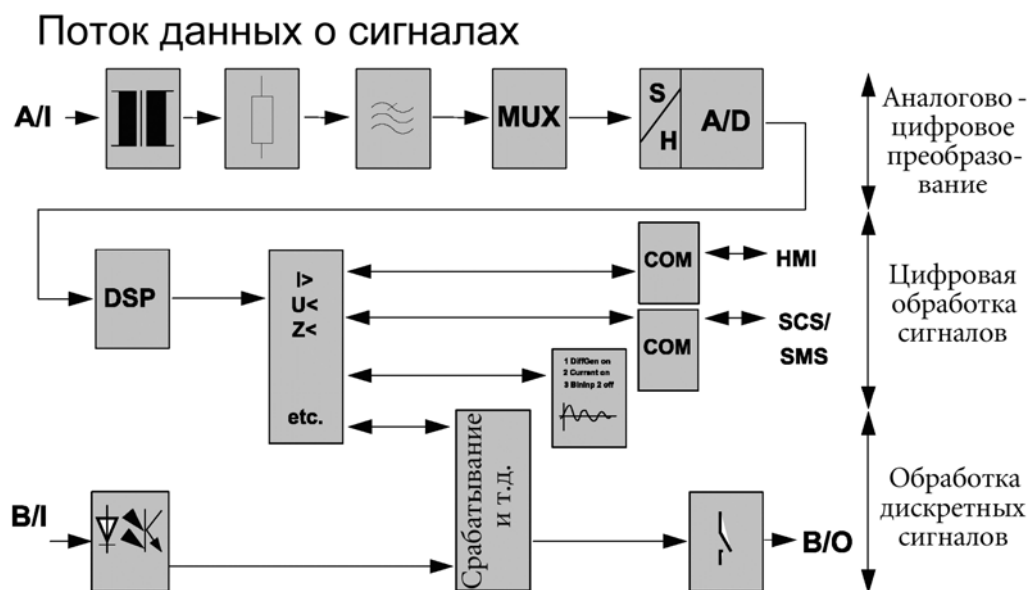 Поток данных о сигналах
A/I
MUX
S
H
A/D
Аналогово -
цифровое
преобразо-
вание
DSP
I>
U<
Z<
etc.
COM
HMI
COM
SCS/
SMS
1 DiffGen on
2 Current on
3 BinInp 2 off
Цифровая
обработка
сигналов
Срабатывание
и т.д.
B/I
B/O
Обработка
дискретных
сигналов